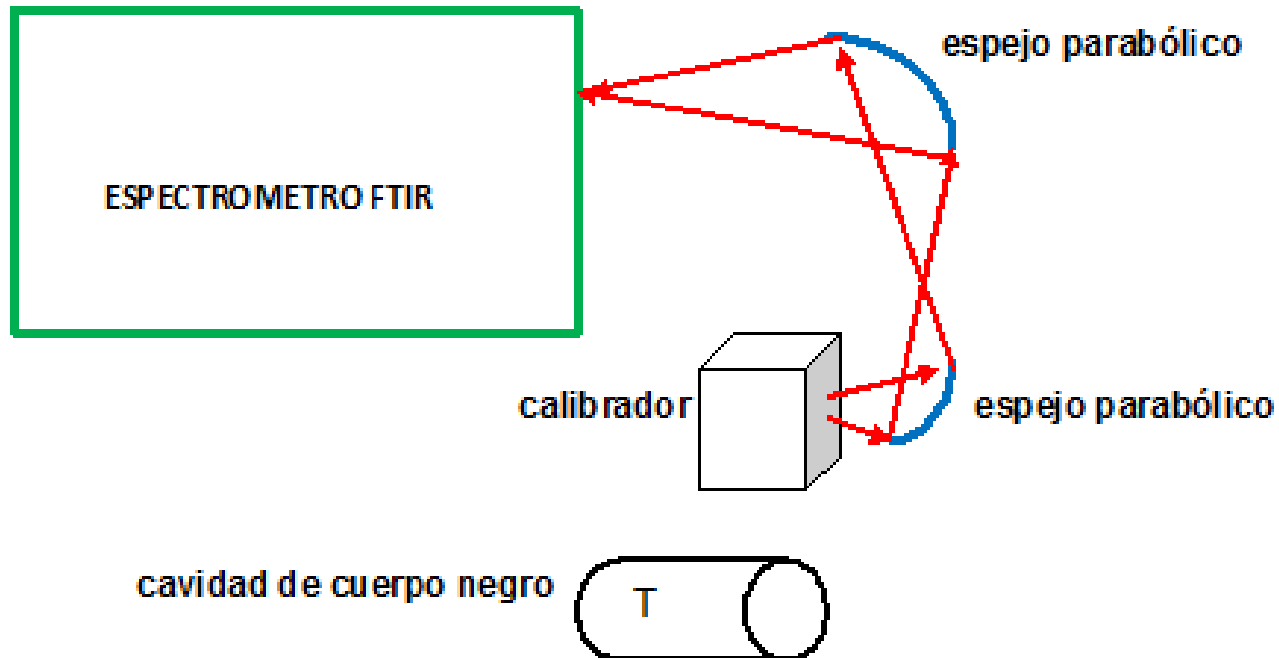 espejo parabólico
ESPECTROMETRO FTIR
calibrador
espejo parabólico
cavidad de cuerpo negro
T